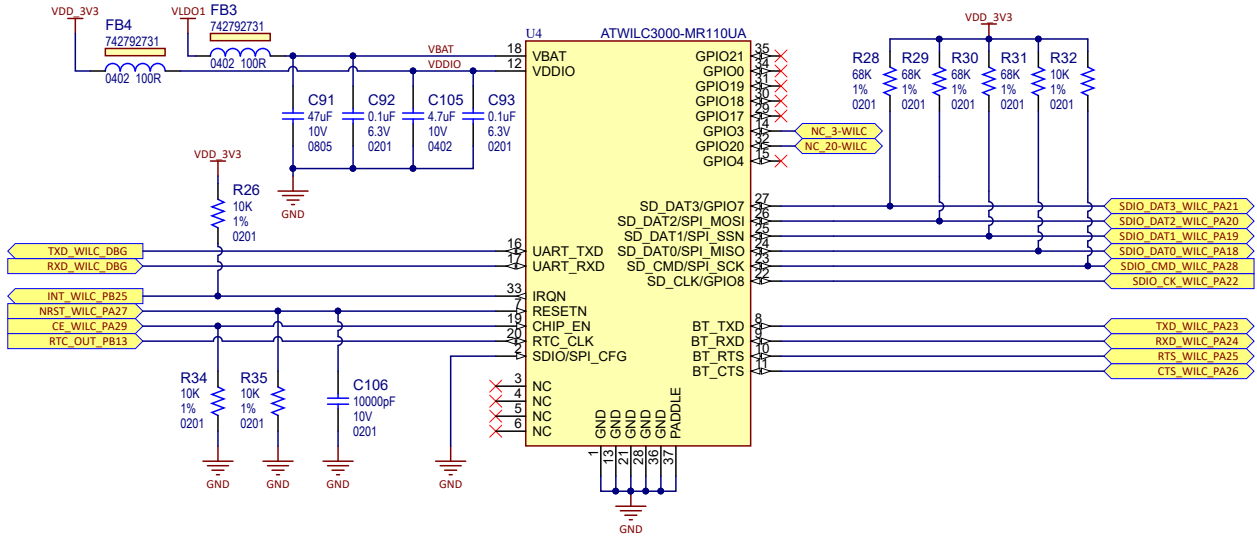 VDD_3V3
FB4
742792731
0402 100R
VLDO1
FB3
742792731
0402 100R
VBAT
VDDIO
C91
47uF
10V
0805
C92
0.1uF
6.3V
0201
C105
4.7uF
10V
0402
C93
0.1uF
6.3V
0201
GND
VDD_3V3
R26
10K
1%
0201
TXD_WILC_DBG
RXD_WILC_DBG
INT_WILC_PB25
NRST_WILC_PA27
CE_WILC_PA29
RTC_OUT_PB13
R34
10K
1%
0201
GND
R35
10K
1%
0201
GND
C106
10000pF
10V
0201
GND
GND
U4
ATWILC3000-MR110UA
18 VBAT
12 VDDIO
16 UART_TXD
17 UART_RXD
33 IRQN
7 RESETN
19 CHIP_EN
20 RTC_CLK
2 SDIO/SPI_CFG
3 NC
4 NC
5 NC
6 NC
GPIO21 35
GPIO0 34
GPIO19 31
GPIO18 30
GPIO17 29
GPIO3 14
GPIO20 32
GPIO4 15
SD_DAT3/GPIO7 27
SD_DAT2/SPI_MOSI 26
SD_DAT1/SPI_SSN 25
SD_DAT0/SPI_MISO 24
SD_CMD/SPI_SCK 23
SD_CLK/GPIO8 22
BT_TXD 8
BT_RXD 9
BT_RTS 10
BT_CTS 11
GND 1
GND 13
GND 21
GND 28
GND 36
PADDLE 37
GND
NC_3-WILC
NC_20-WILC
VDD_3V3
R28
68K
1%
0201
R29
68K
1%
0201
R30
68K
1%
0201
R31
68K
1%
0201
R32
10K
1%
0201
SDIO_DAT3_WILC_PA21
SDIO_DAT2_WILC_PA20
SDIO_DAT1_WILC_PA19
SDIO_DAT0_WILC_PA18
SDIO_CMD_WILC_PA28
SDIO_CK_WILC_PA22
TXD_WILC_PA23
RXD_WILC_PA24
RTS_WILC_PA25
CTS_WILC_PA26